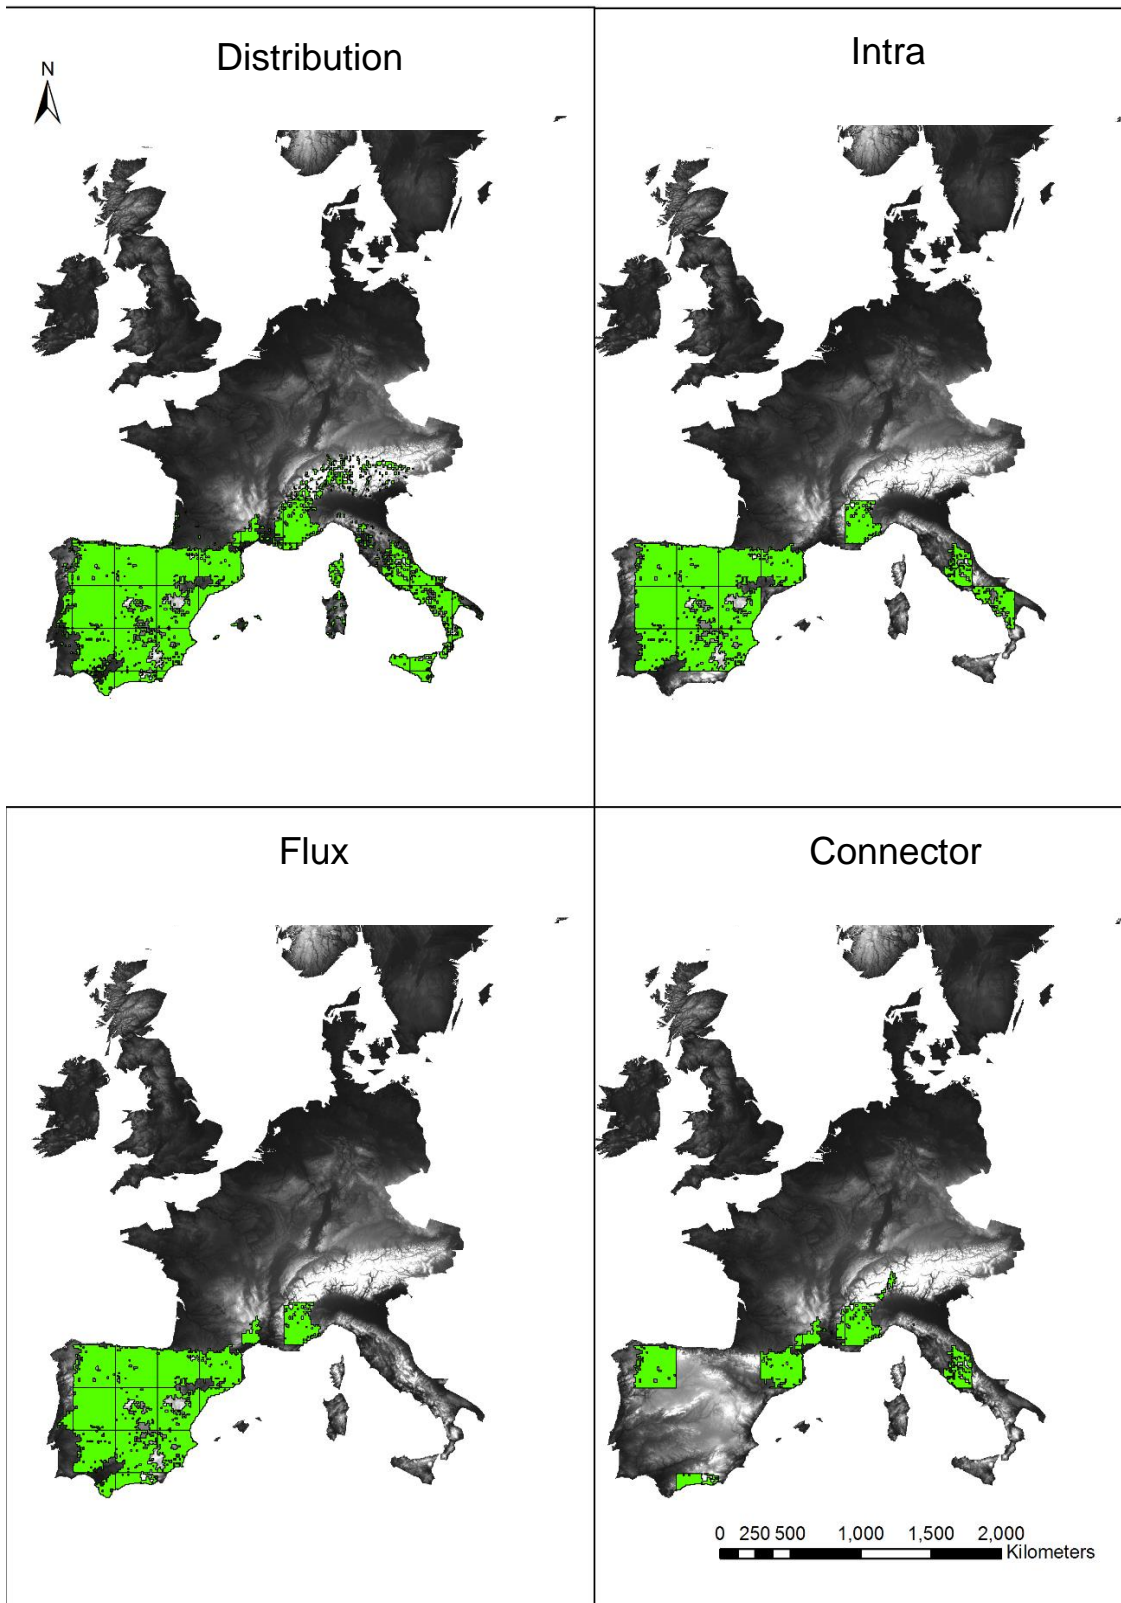 Distribution
Intra
N
Flux
Connector
0 250 500 1,000 1,500 2,000
Kilometers